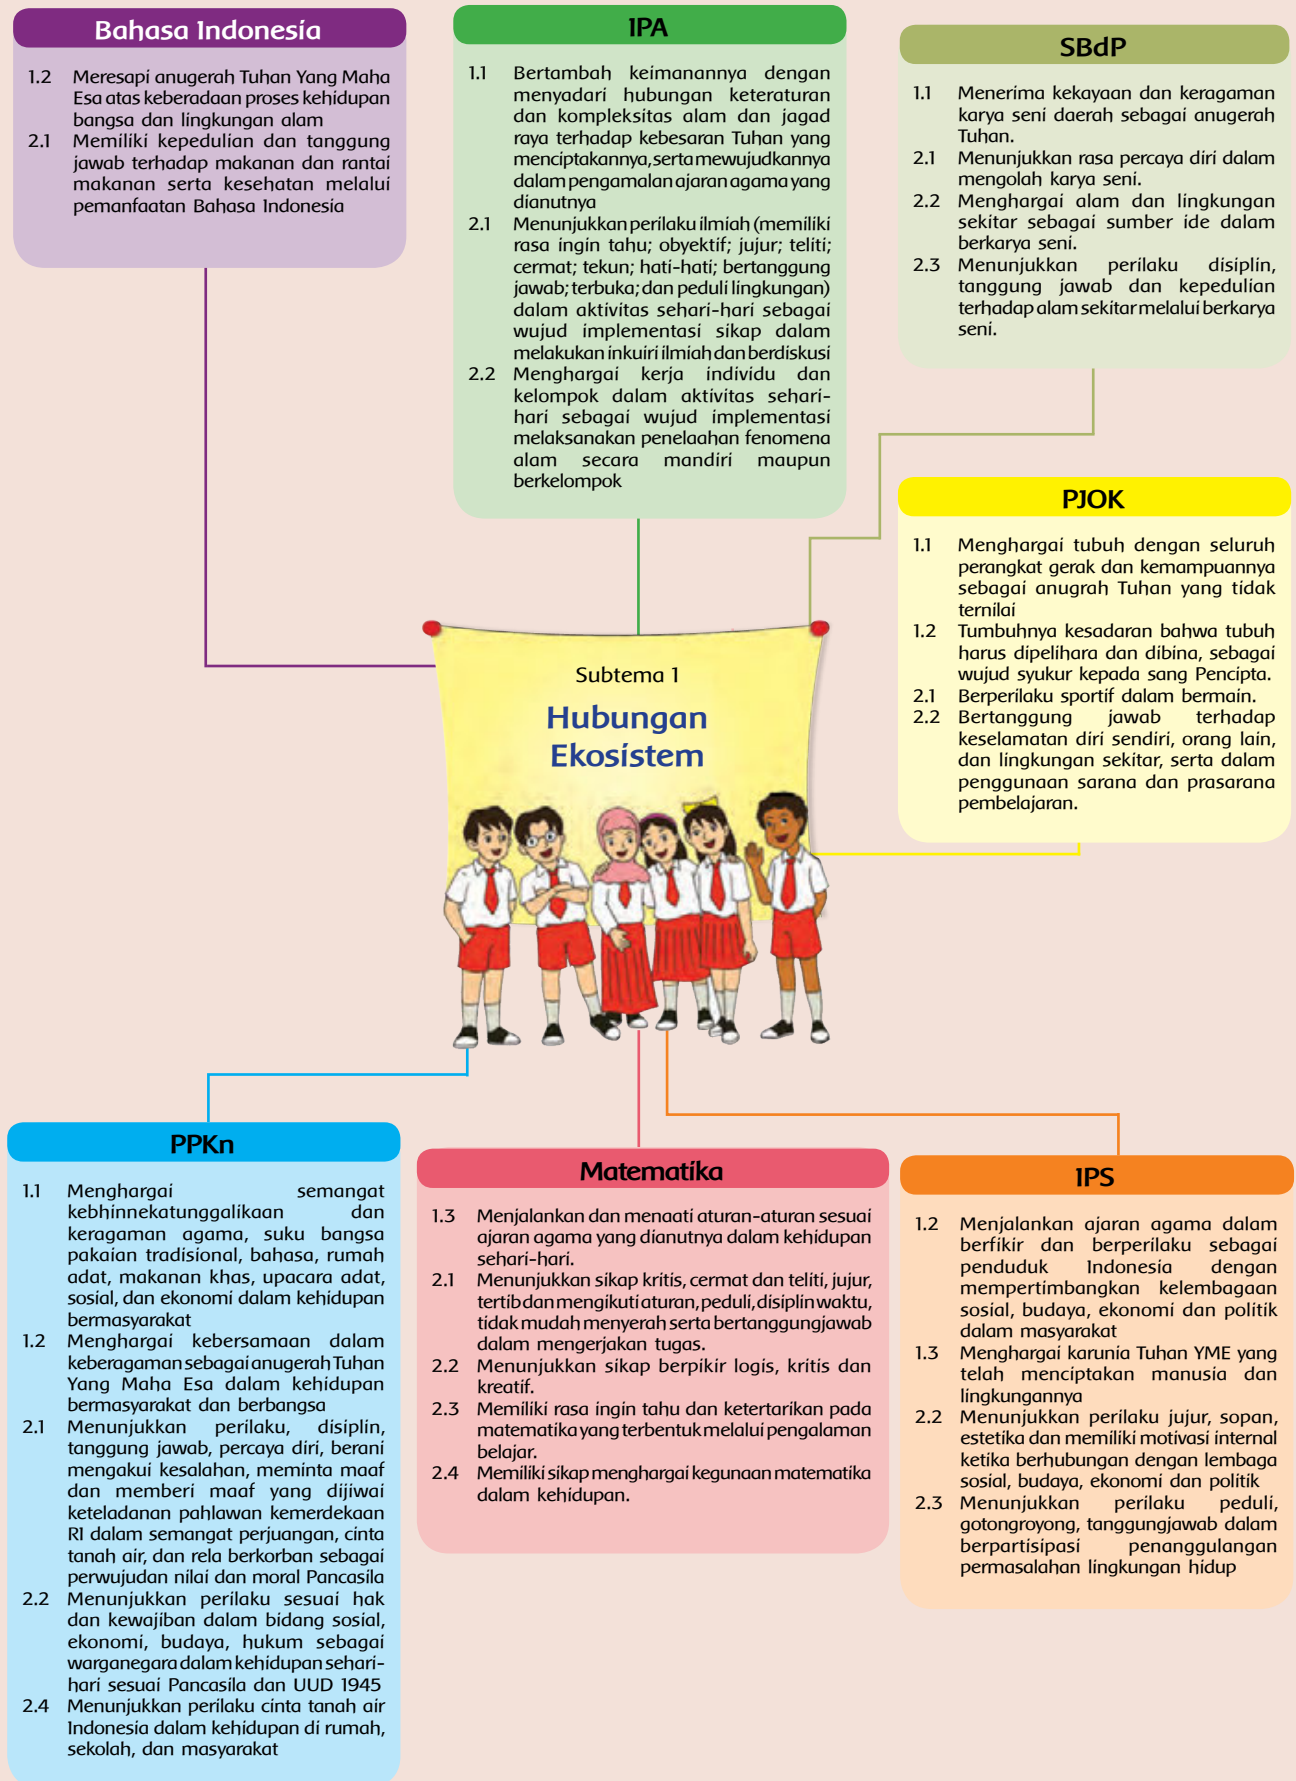 Bahasa Indonesia
1.2 Meresapi anugerah Tuhan Yang Maha
Esa atas keberadaan proses kehidupan
bangsa dan lingkungan alam
2.1 Memiliki kepedulian dan tanggung
jawab terhadap makanan dan rantai
makanan serta kesehatan melalui
pemanfaatan Bahasa Indonesia
IPA
1.1 Bertambah keimanannya dengan
menyadari hubungan keteraturan
dan kompleksitas alam dan jagad
raya terhadap kebesaran Tuhan yang
menciptakannya, serta mewujudkannya
dalam pengamalan ajaran agama yang
dianutnya
2.1 Menunjukkan perilaku ilmiah (memiliki
rasa ingin tahu; obyektif; jujur; teliti;
cermat; tekun; hati-hati; bertanggung
jawab; terbuka; dan peduli lingkungan)
dalam aktivitas sehari-hari sebagai
wujud implementasi sikap dalam
melakukan inkuiri ilmiah dan berdiskusi
2.2 Menghargai kerja individu dan
kelompok dalam aktivitas sehari-
hari sebagai wujud implementasi
melaksanakan penelaahan fenomena
alam secara mandiri maupun
berkelompok
SBdP
1.1 Menerima kekayaan dan keragaman
karya seni daerah sebagai anugerah
Tuhan.
2.1 Menunjukkan rasa percaya diri dalam
mengolah karya seni.
2.2 Menghargai alam dan lingkungan
sekitar sebagai sumber ide dalam
berkarya seni.
2.3 Menunjukkan perilaku disiplin,
tanggung jawab dan kepedulian
terhadap alam sekitar melalui berkarya
seni.
PJOK
1.1 Menghargai tubuh dengan seluruh
perangkat gerak dan kemampuannya
sebagai anugrah Tuhan yang tidak
ternilai
1.2 Tumbuhnya kesadaran bahwa tubuh
harus dipelihara dan dibina, sebagai
wujud syukur kepada sang Pencipta.
2.1 Berperilaku sportif dalam bermain.
2.2 Bertanggung jawab terhadap
keselamatan diri sendiri, orang lain,
dan lingkungan sekitar, serta dalam
penggunaan sarana dan prasarana
pembelajaran.
Subtema 1
Hubungan
Ekosistem
PPKn
1.1 Menghargai semangat
kebhinnekatunggalikaan dan
keragaman agama, suku bangsa
pakaian tradisional, bahasa, rumah
adat, makanan khas, upacara adat,
sosial, dan ekonomi dalam kehidupan
bermasyarakat
1.2 Menghargai kebersamaan dalam
keberagaman sebagai anugerah Tuhan
Yang Maha Esa dalam kehidupan
bermasyarakat dan berbangsa
2.1 Menunjukkan perilaku, disiplin,
tanggung jawab, percaya diri, berani
mengakui kesalahan, meminta maaf
dan memberi maaf yang dijiwai
keteladanan pahlawan kemerdekaan
RI dalam semangat perjuangan, cinta
tanah air, dan rela berkorban sebagai
perwujudan nilai dan moral Pancasila
2.2 Menunjukkan perilaku sesuai hak
dan kewajiban dalam bidang sosial,
ekonomi, budaya, hukum sebagai
warganegara dalam kehidupan sehari-
hari sesuai Pancasila dan UUD 1945
2.4 Menunjukkan perilaku cinta tanah air
Indonesia dalam kehidupan di rumah,
sekolah, dan masyarakat
Matematika
1.3 Menjalankan dan menaati aturan-aturan sesuai
ajaran agama yang dianutnya dalam kehidupan
sehari-hari.
2.1 Menunjukkan sikap kritis, cermat dan teliti, jujur,
tertib dan mengikuti aturan, peduli, disiplin waktu,
tidak mudah menyerah serta bertanggungjawab
dalam mengerjakan tugas.
2.2 Menunjukkan sikap berpikir logis, kritis dan
kreatif.
2.3 Memiliki rasa ingin tahu dan ketertarikan pada
matematika yang terbentuk melalui pengalaman
belajar.
2.4 Memiliki sikap menghargai kegunaan matematika
dalam kehidupan.
IPS
1.2 Menjalankan ajaran agama dalam
berfikir dan berperilaku sebagai
penduduk Indonesia dengan
mempertimbangkan kelembagaan
sosial, budaya, ekonomi dan politik
dalam masyarakat
1.3 Menghargai karunia Tuhan YME yang
telah menciptakan manusia dan
lingkungannya
2.2 Menunjukkan perilaku jujur, sopan,
estetika dan memiliki motivasi internal
ketika berhubungan dengan lembaga
sosial, budaya, ekonomi dan politik
2.3 Menunjukkan perilaku peduli,
gotongroyong, tanggungjawab dalam
berpartisipasi penanggulangan
permasalahan lingkungan hidup